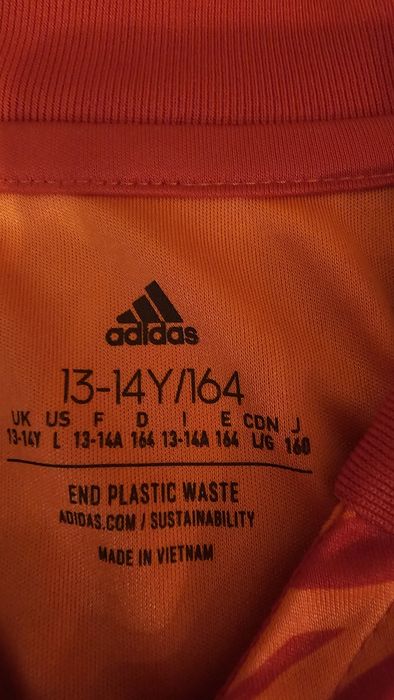 adidas
13-14Y/164
UK US F D I E CDN J
13-14Y L 13-14A 164 13-14A 164 L/G 160
END PLASTIC WASTE
ADIDAS.COM / SUSTAINABILITY
MADE IN VIETNAM